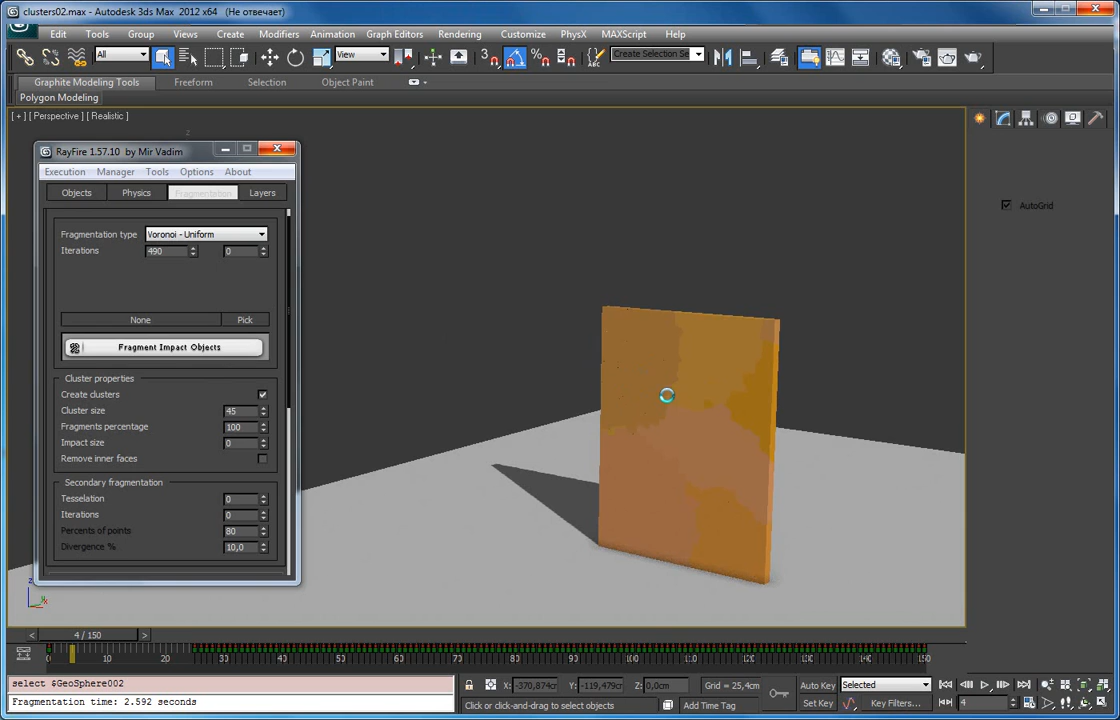 clusters02.max - Autodesk 3ds Max 2012 x64 (Не отвечает)
Edit Tools Group Views Create Modifiers Animation Graph Editors Rendering Customize PhysX MAXScript Help
All View Create Selection Se
Graphite Modeling Tools Freeform Selection Object Paint
Polygon Modeling
[ + ] [ Perspective ] [ Realistic ]
RayFire 1.57.10 by Mir Vadim
Execution Manager Tools Options About
Objects Physics Fragmentation Layers
AutoGrid
Fragmentation type Voronoi - Uniform
Iterations 490 0
None Pick
Fragment Impact Objects
Cluster properties
Create clusters
Cluster size 45
Fragments percentage 100
Impact size 0
Remove inner faces
Secondary fragmentation
Tesselation 0
Iterations 0
Percents of points 80
Divergence % 10,0
z x
< 4 / 150 >
0 10 20 30 40 50 60 70 80 90 100 110 120 130 140 150
select $GeoSphere002
X: -370,874cm Y: -119,479cm Z: 0,0cm Grid = 25,4cm Auto Key Selected
Fragmentation time: 2.592 seconds
Click or click-and-drag to select objects Add Time Tag Set Key Key Filters... 4